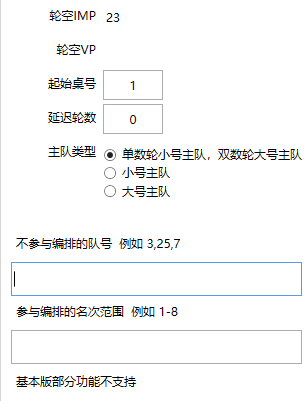 轮空IMP 23
轮空VP
起始桌号 1
延迟轮数 0
主队类型 单数轮小号主队，双数轮大号主队
小号主队
大号主队
不参与编排的队号 例如 3,25,7
参与编排的名次范围 例如 1-8
基本版部分功能不支持